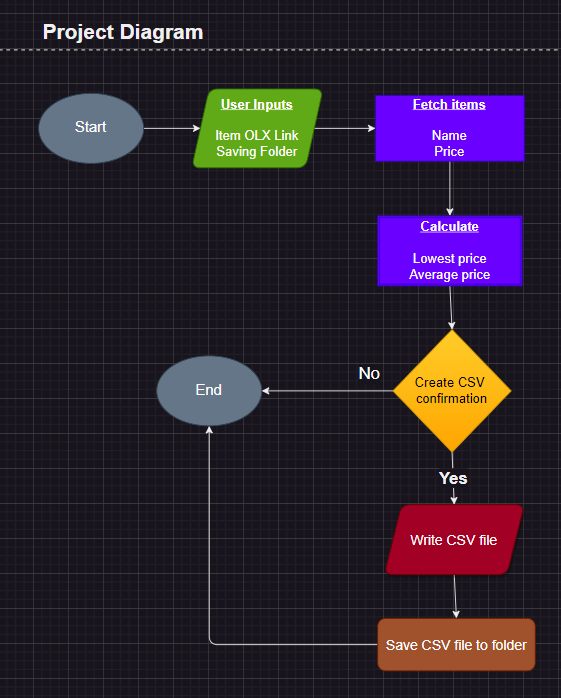 Project Diagram
Start
User Inputs
Item OLX Link
Saving Folder
Fetch items
Name
Price
Calculate
Lowest price
Average price
Create CSV
confirmation
No
End
Yes
Write CSV file
Save CSV file to folder